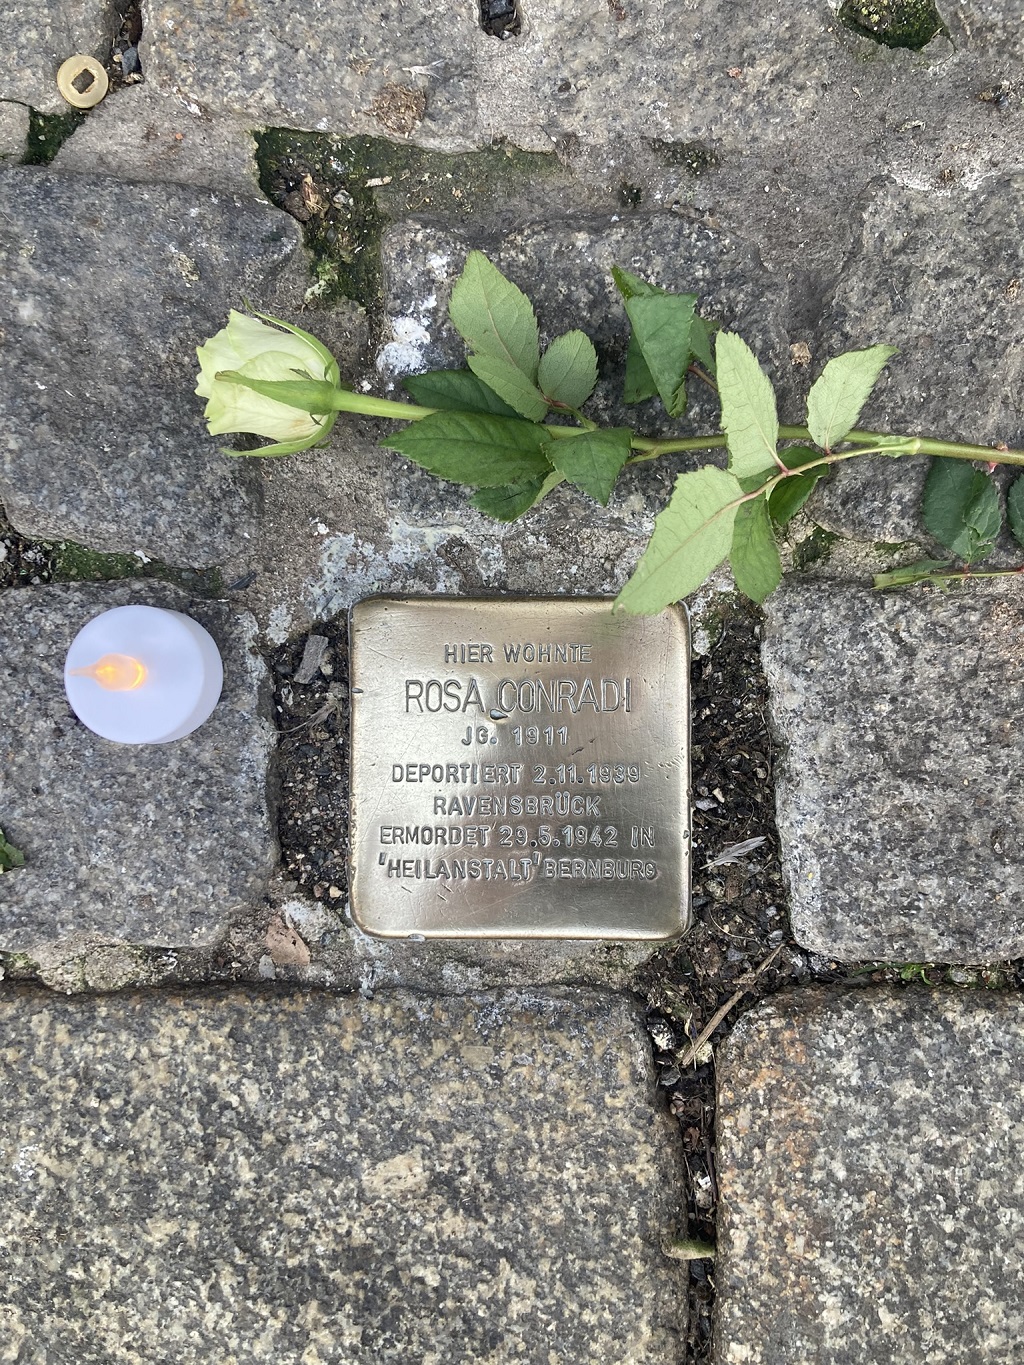 HIER WOHNTE
ROSA CONRADI
JG. 1911
DEPORTIERT 2.11.1939
RAVENSBRÜCK
ERMORDET 29.5.1942 IN
'HEILANSTALT' BERNBURG